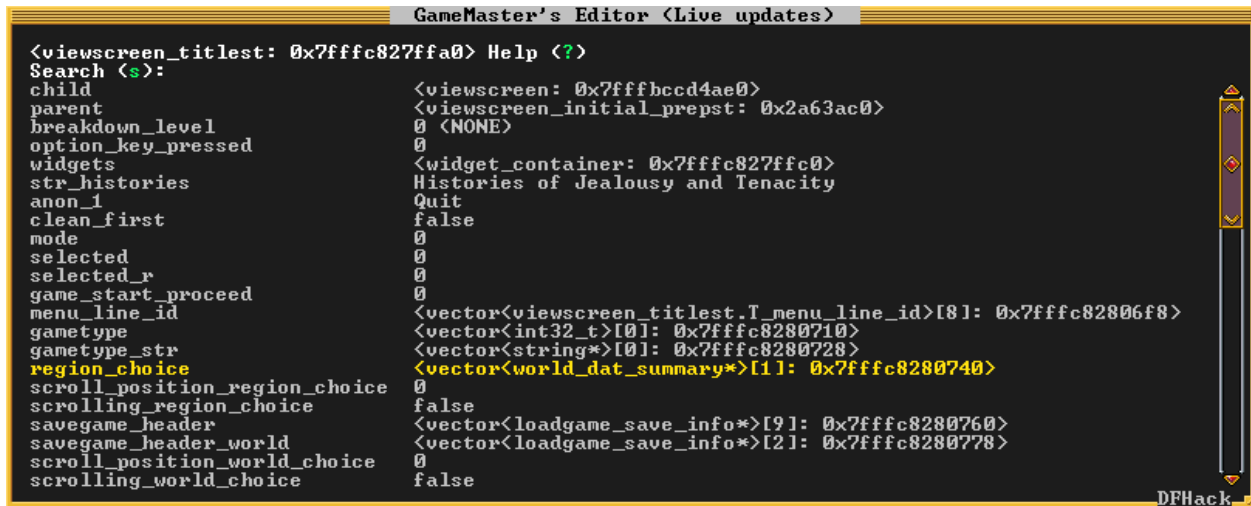 GameMaster's Editor (Live updates)
<viewscreen_titlest: 0x7fffc827ffa0> Help (?)
Search (s):
child <viewscreen: 0x7fffbccd4ae0>
parent <viewscreen_initial_prepst: 0x2a63ac0>
breakdown_level 0 (NONE)
option_key_pressed 0
widgets <widget_container: 0x7fffc827ffc0>
str_histories Histories of Jealousy and Tenacity
anon_1 Quit
clean_first false
mode 0
selected 0
selected_r 0
game_start_proceed 0
menu_line_id <vector<viewscreen_titlest.T_menu_line_id>[8]: 0x7fffc82806f8>
gametype <vector<int32_t>[0]: 0x7fffc8280710>
gametype_str <vector<string*>[0]: 0x7fffc8280728>
region_choice <vector<world_dat_summary*>[1]: 0x7fffc8280740>
scroll_position_region_choice 0
scrolling_region_choice false
savegame_header <vector<loadgame_save_info*>[9]: 0x7fffc8280760>
savegame_header_world <vector<loadgame_save_info*>[2]: 0x7fffc8280778>
scroll_position_world_choice 0
scrolling_world_choice false
DFHack